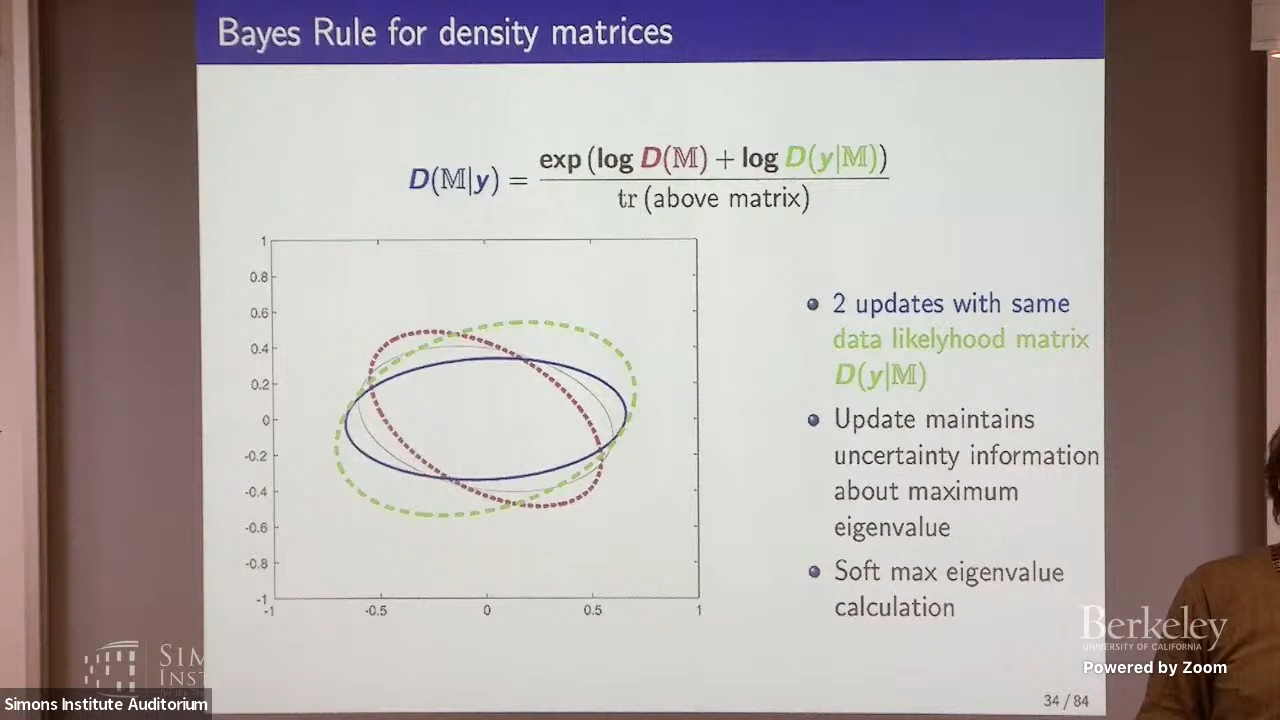 Bayes Rule for density matrices
D(𝕄|y) = exp (log D(𝕄) + log D(y|𝕄)) / tr (above matrix)
1
0.8
0.6
0.4
0.2
0
-0.2
-0.4
-0.6
-0.8
-1
-1 -0.5 0 0.5 1
2 updates with same
data likelyhood matrix
D(y|𝕄)
Update maintains
uncertainty information
about maximum
eigenvalue
Soft max eigenvalue
calculation
34 / 84
SIM
INST
Berkeley
UNIVERSITY OF CALIFORNIA
Powered by Zoom
Simons Institute Auditorium